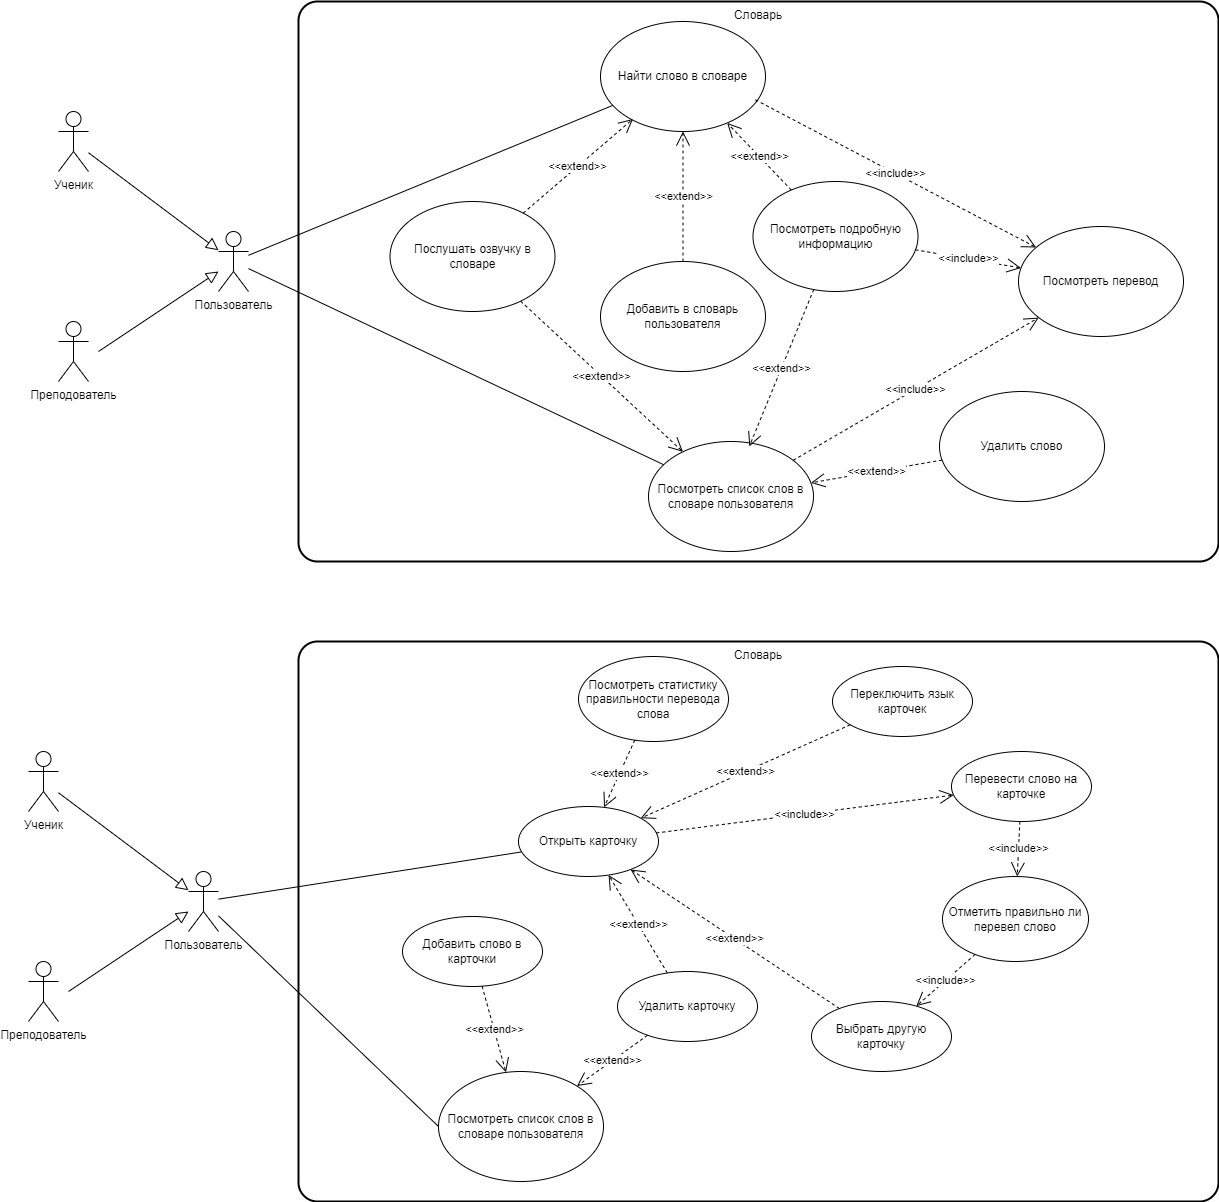 Словарь
Найти слово в словаре
Ученик
<<extend>>
<<extend>>
<<include>>
<<extend>>
Послушать озвучку в
словаре
Посмотреть подробную
информацию
<<include>>
Посмотреть перевод
Пользователь
Добавить в словарь
пользователя
<<extend>>
<<extend>>
<<include>>
Преподователь
Удалить слово
<<extend>>
Посмотреть список слов в
словаре пользователя
Словарь
Посмотреть статистику
правильности перевода
слова
Переключить язык
карточек
<<extend>>
<<extend>>
Перевести слово на
карточке
<<include>>
Ученик
Открыть карточку
<<include>>
Отметить правильно ли
перевел слово
<<extend>>
<<extend>>
Пользователь
Добавить слово в
карточки
<<include>>
Удалить карточку
Преподователь
<<extend>>
Выбрать другую
карточку
<<extend>>
Посмотреть список слов в
словаре пользователя